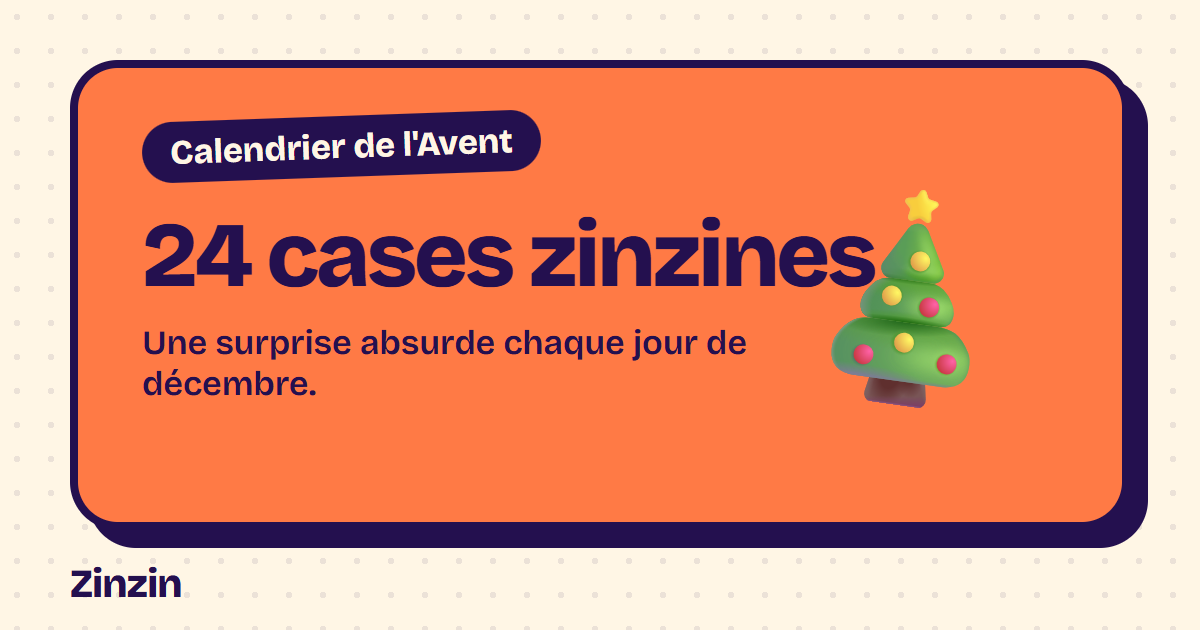 Calendrier de l'Avent
24 cases zinzines
Une surprise absurde chaque jour de
décembre.
Zinzin